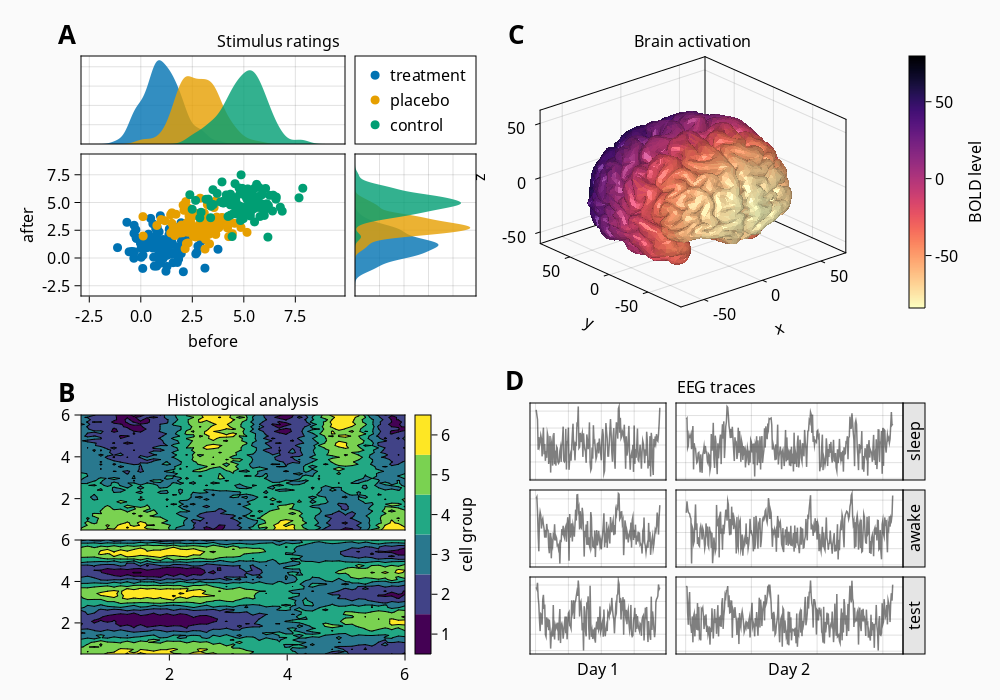 A
Stimulus ratings
treatment
placebo
control
7.5
5.0
2.5
0.0
-2.5
after
-2.5 0.0 2.5 5.0 7.5
before
C
Brain activation
50
0
-50
z
50
0
-50
y
-50
0
50
x
50
0
-50
BOLD level
B
Histological analysis
6
4
2
6
4
2
2 4 6
6
5
4
3
2
1
cell group
D
EEG traces
sleep
awake
test
Day 1 Day 2